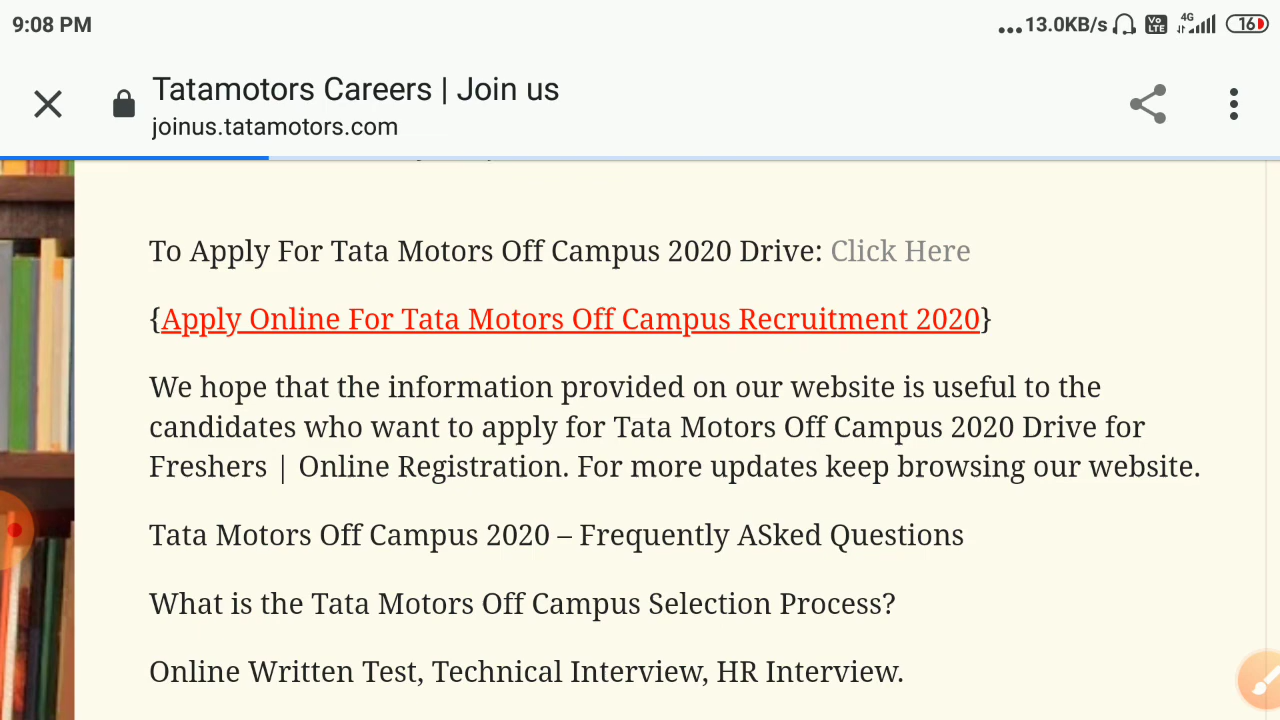 9:08 PM
...13.0KB/s Vo LTE 4G 16
Tatamotors Careers | Join us
joinus.tatamotors.com
To Apply For Tata Motors Off Campus 2020 Drive: Click Here
{Apply Online For Tata Motors Off Campus Recruitment 2020}
We hope that the information provided on our website is useful to the
candidates who want to apply for Tata Motors Off Campus 2020 Drive for
Freshers | Online Registration. For more updates keep browsing our website.
Tata Motors Off Campus 2020 – Frequently ASked Questions
What is the Tata Motors Off Campus Selection Process?
Online Written Test, Technical Interview, HR Interview.